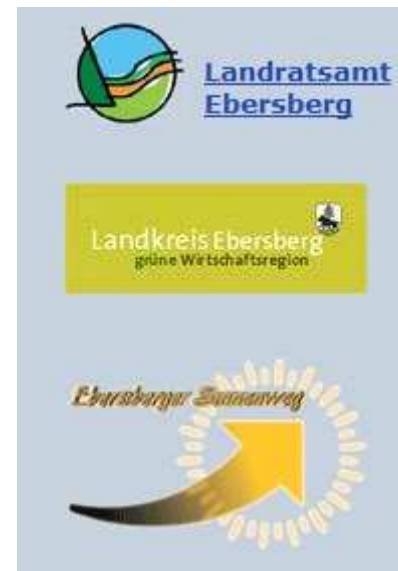 Landratsamt
Ebersberg
Landkreis Ebersberg
grüne Wirtschaftsregion
Ebersberger Sonnenweg